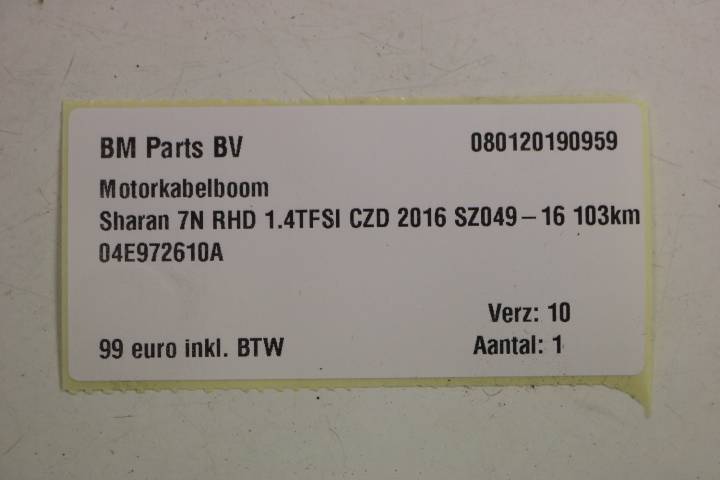 BM Parts BV 080120190959
Motorkabelboom
Sharan 7N RHD 1.4TFSI CZD 2016 SZ049-16 103km
04E972610A
Verz: 10
99 euro inkl. BTW Aantal: 1